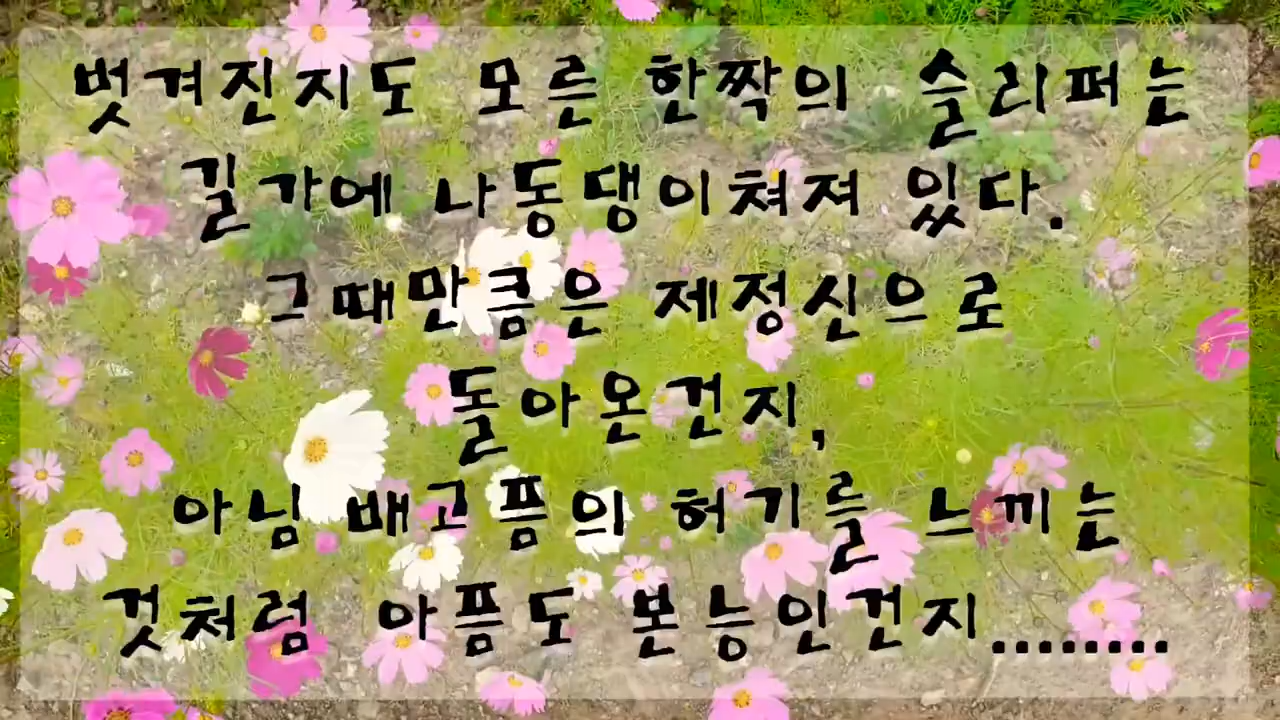 벗겨진지도 모른 한짝의 슬리퍼는
길가에 나동댕이쳐져 있다.
그때만큼은 제정신으로
돌아온건지,
아님 배고픔의 허기를 느끼는
것처럼 아픔도 본능인건지........